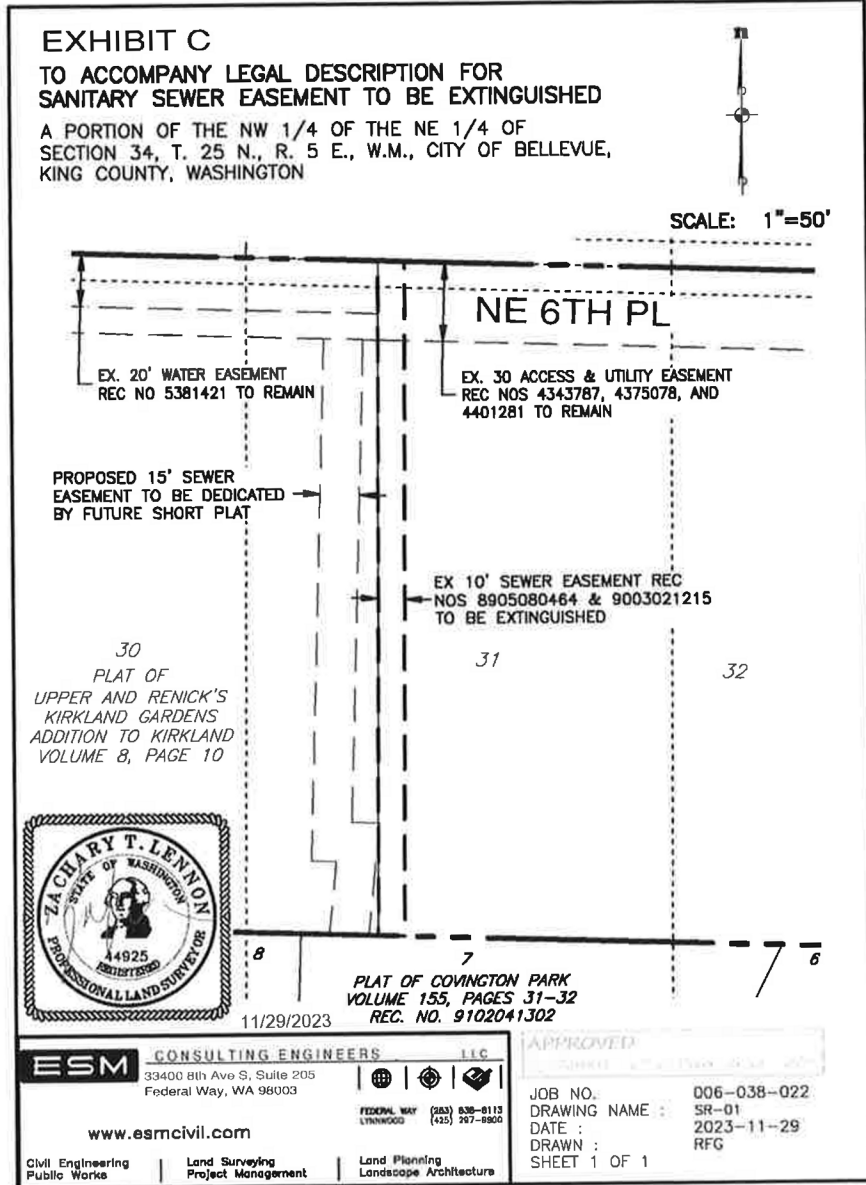 EXHIBIT C
TO ACCOMPANY LEGAL DESCRIPTION FOR
SANITARY SEWER EASEMENT TO BE EXTINGUISHED
A PORTION OF THE NW 1/4 OF THE NE 1/4 OF
SECTION 34, T. 25 N., R. 5 E., W.M., CITY OF BELLEVUE,
KING COUNTY, WASHINGTON
n
SCALE: 1"=50'
NE 6TH PL
EX. 20' WATER EASEMENT
REC NO 5381421 TO REMAIN
EX. 30 ACCESS & UTILITY EASEMENT
REC NOS 4343787, 4375078, AND
4401281 TO REMAIN
PROPOSED 15' SEWER
EASEMENT TO BE DEDICATED
BY FUTURE SHORT PLAT
EX 10' SEWER EASEMENT REC
NOS 8905080464 & 9003021215
TO BE EXTINGUISHED
30
PLAT OF
UPPER AND RENICK'S
KIRKLAND GARDENS
ADDITION TO KIRKLAND
VOLUME 8, PAGE 10
31
32
ZACHARY T. LENNON
STATE OF WASHINGTON
44925
REGISTERED
PROFESSIONAL LAND SURVEYOR
8
7
6
PLAT OF COVINGTON PARK
VOLUME 155, PAGES 31-32
REC. NO. 9102041302
11/29/2023
ESM CONSULTING ENGINEERS LLC
33400 8th Ave S, Suite 205
Federal Way, WA 98003
FEDERAL WAY (253) 838-6113
LYNNWOOD (425) 297-9900
www.esmcivil.com
Civil Engineering
Public Works
Land Surveying
Project Management
Land Planning
Landscape Architecture
APPROVED
JOB NO. 006-038-022
DRAWING NAME : SR-01
DATE : 2023-11-29
DRAWN : RFG
SHEET 1 OF 1